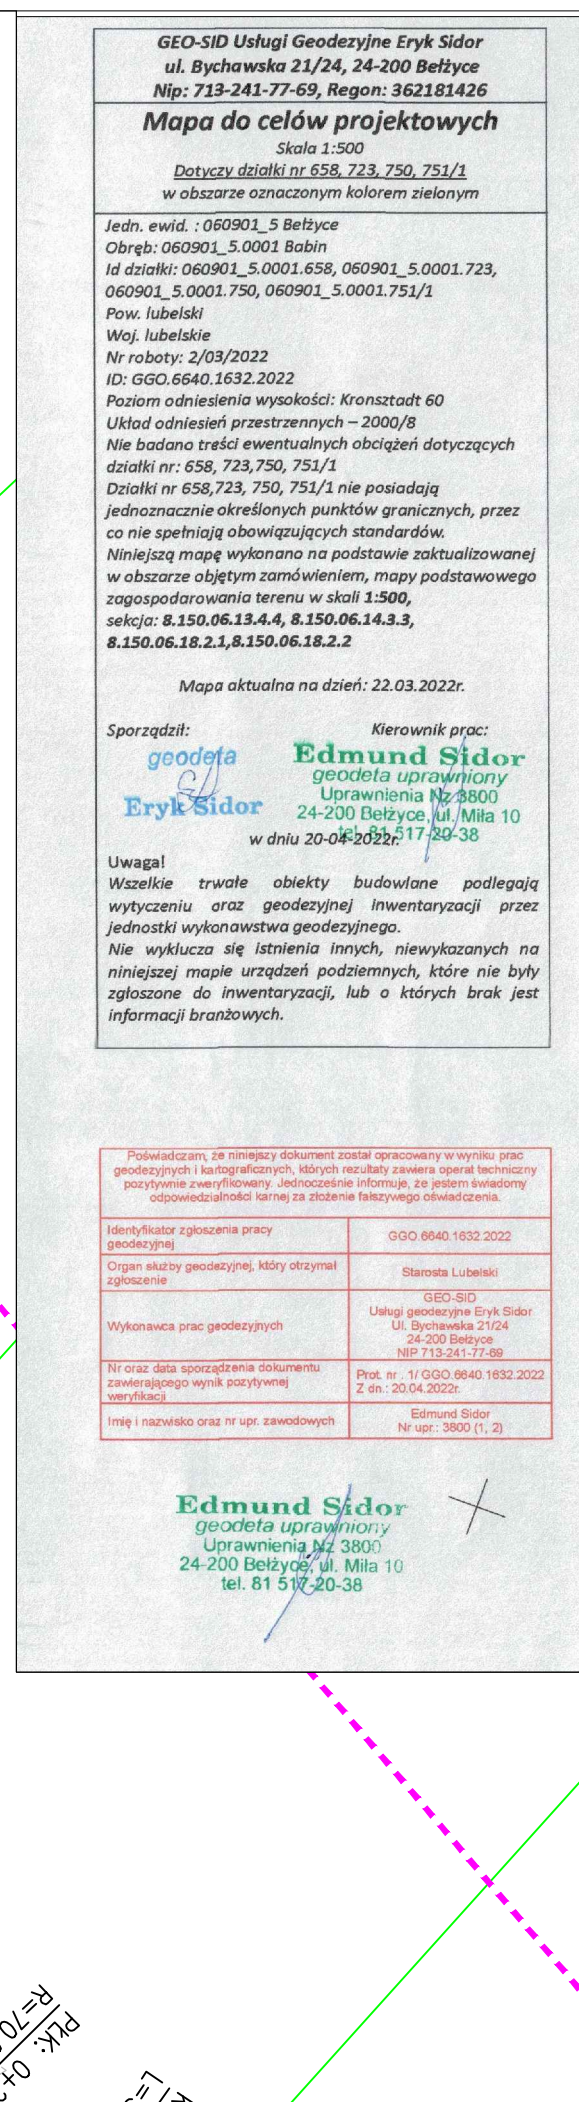 GEO-SID Usługi Geodezyjne Eryk Sidor
ul. Bychawska 21/24, 24-200 Bełżyce
Nip: 713-241-77-69, Regon: 362181426
Mapa do celów projektowych
Skala 1:500
Dotyczy działki nr 658, 723, 750, 751/1
w obszarze oznaczonym kolorem zielonym
Jedn. ewid. : 060901_5 Bełżyce
Obręb: 060901_5.0001 Babin
Id działki: 060901_5.0001.658, 060901_5.0001.723,
060901_5.0001.750, 060901_5.0001.751/1
Pow. lubelski
Woj. lubelskie
Nr roboty: 2/03/2022
ID: GGO.6640.1632.2022
Poziom odniesienia wysokości: Kronsztadt 60
Układ odniesień przestrzennych – 2000/8
Nie badano treści ewentualnych obciążeń dotyczących
działki nr: 658, 723,750, 751/1
Działki nr 658,723, 750, 751/1 nie posiadają
jednoznacznie określonych punktów granicznych, przez
co nie spełniają obowiązujących standardów.
Niniejszą mapę wykonano na podstawie zaktualizowanej
w obszarze objętym zamówieniem, mapy podstawowego
zagospodarowania terenu w skali 1:500,
sekcja: 8.150.06.13.4.4, 8.150.06.14.3.3,
8.150.06.18.2.1,8.150.06.18.2.2
Mapa aktualna na dzień: 22.03.2022r.
Sporządził: Kierownik prac:
geodeta
Eryk Sidor
Edmund Sidor
geodeta uprawniony
Uprawnienia Nz 3800
24-200 Bełżyce, ul. Miła 10
tel. 81 517-20-38
w dniu 20-04-2022r.
Uwaga!
Wszelkie trwałe obiekty budowlane podlegają
wytyczeniu oraz geodezyjnej inwentaryzacji przez
jednostki wykonawstwa geodezyjnego.
Nie wyklucza się istnienia innych, niewykazanych na
niniejszej mapie urządzeń podziemnych, które nie były
zgłoszone do inwentaryzacji, lub o których brak jest
informacji branżowych.
Poświadczam, że niniejszy dokument został opracowany w wyniku prac
geodezyjnych i kartograficznych, których rezultaty zawiera operat techniczny
pozytywnie zweryfikowany. Jednocześnie informuje, że jestem świadomy
odpowiedzialności karnej za złożenie fałszywego oświadczenia.
Identyfikator zgłoszenia pracy
geodezyjnej
GGO.6640.1632.2022
Organ służby geodezyjnej, który otrzymał
zgłoszenie
Starosta Lubelski
Wykonawca prac geodezyjnych
GEO-SID
Usługi geodezyjne Eryk Sidor
Ul. Bychawska 21/24
24-200 Bełżyce
NIP 713-241-77-69
Nr oraz data sporządzenia dokumentu
zawierającego wynik pozytywnej
weryfikacji
Prot. nr . 1/ GGO.6640.1632.2022
Z dn.: 20.04.2022r.
Imię i nazwisko oraz nr upr. zawodowych
Edmund Sidor
Nr upr.: 3800 (1, 2)
Edmund Sidor
geodeta uprawniony
Uprawnienia Nz 3800
24-200 Bełżyce, ul. Miła 10
tel. 81 517-20-38
PŁK: